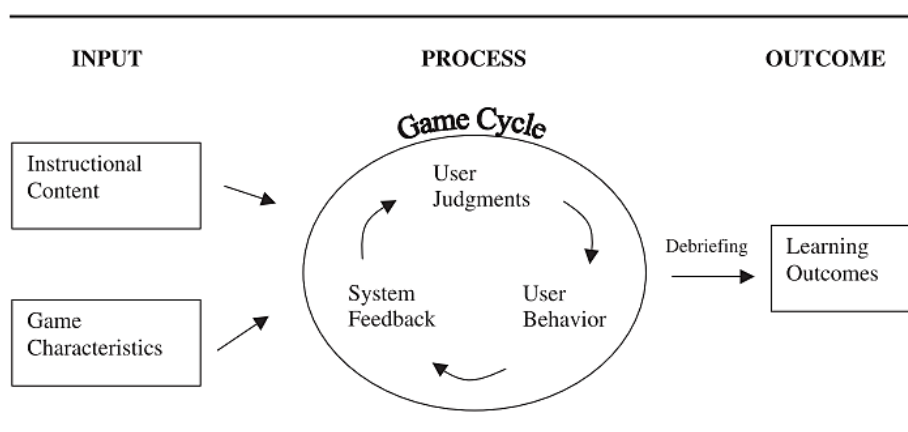 INPUT
PROCESS
OUTCOME
Game Cycle
Instructional
Content
User
Judgments
Debriefing
Learning
Outcomes
System
Feedback
User
Behavior
Game
Characteristics